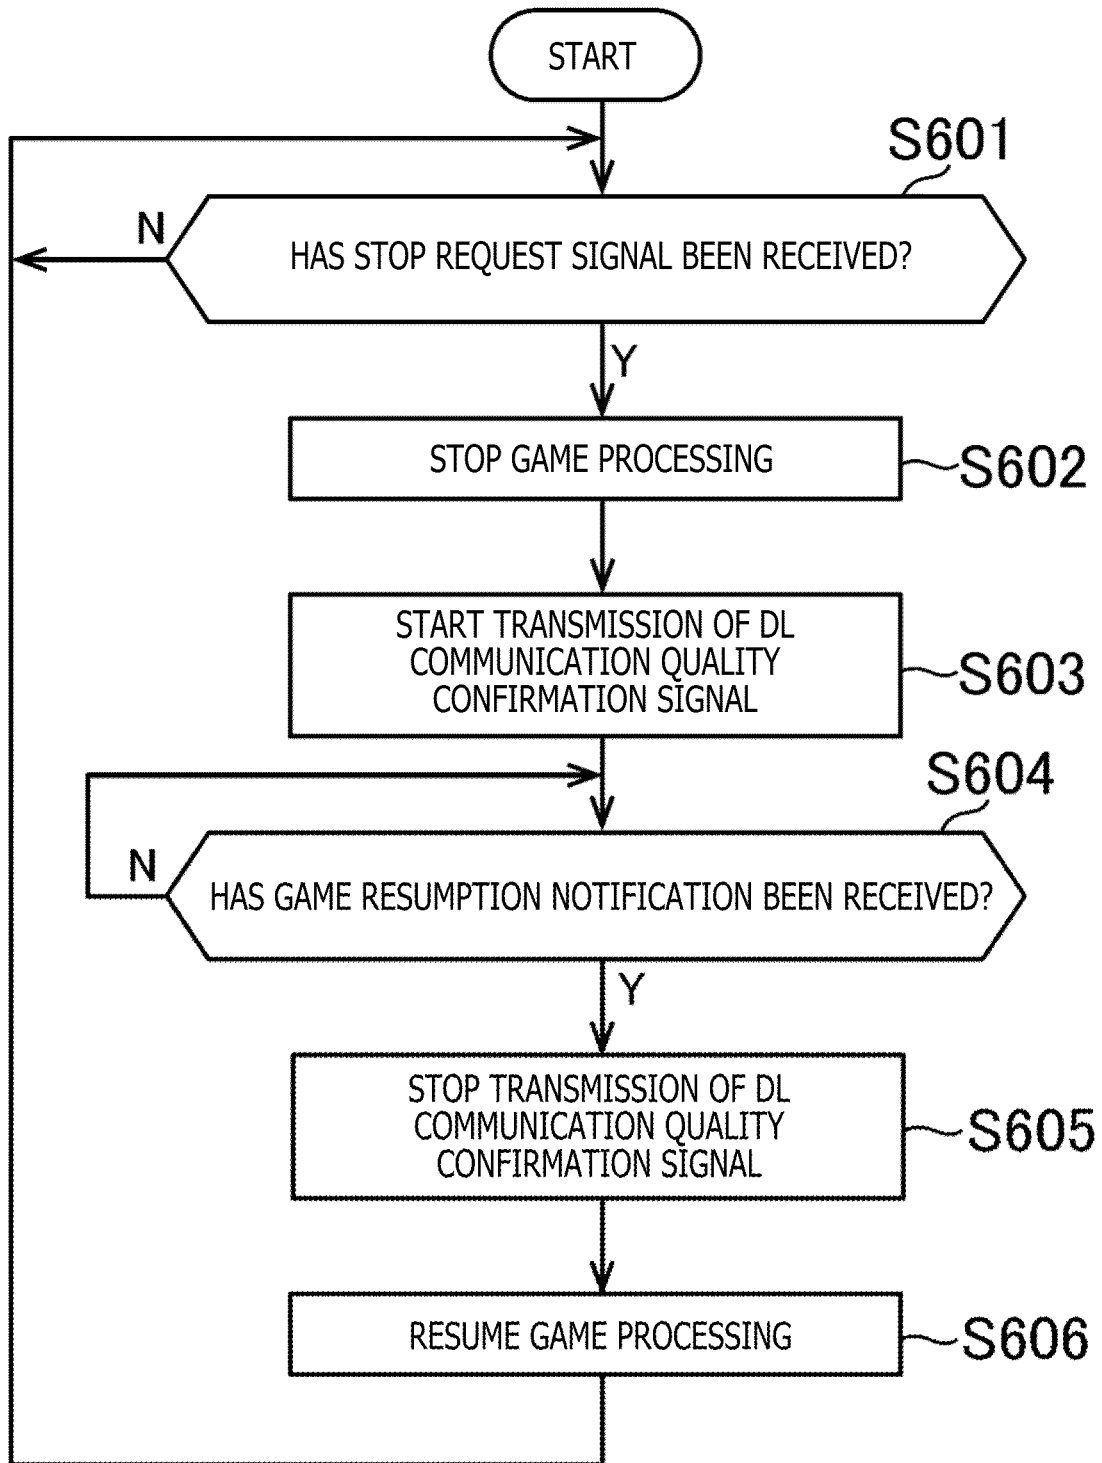 START
S601
N
HAS STOP REQUEST SIGNAL BEEN RECEIVED?
Y
STOP GAME PROCESSING
S602
START TRANSMISSION OF DL
COMMUNICATION QUALITY
CONFIRMATION SIGNAL
S603
S604
N
HAS GAME RESUMPTION NOTIFICATION BEEN RECEIVED?
Y
STOP TRANSMISSION OF DL
COMMUNICATION QUALITY
CONFIRMATION SIGNAL
S605
RESUME GAME PROCESSING
S606